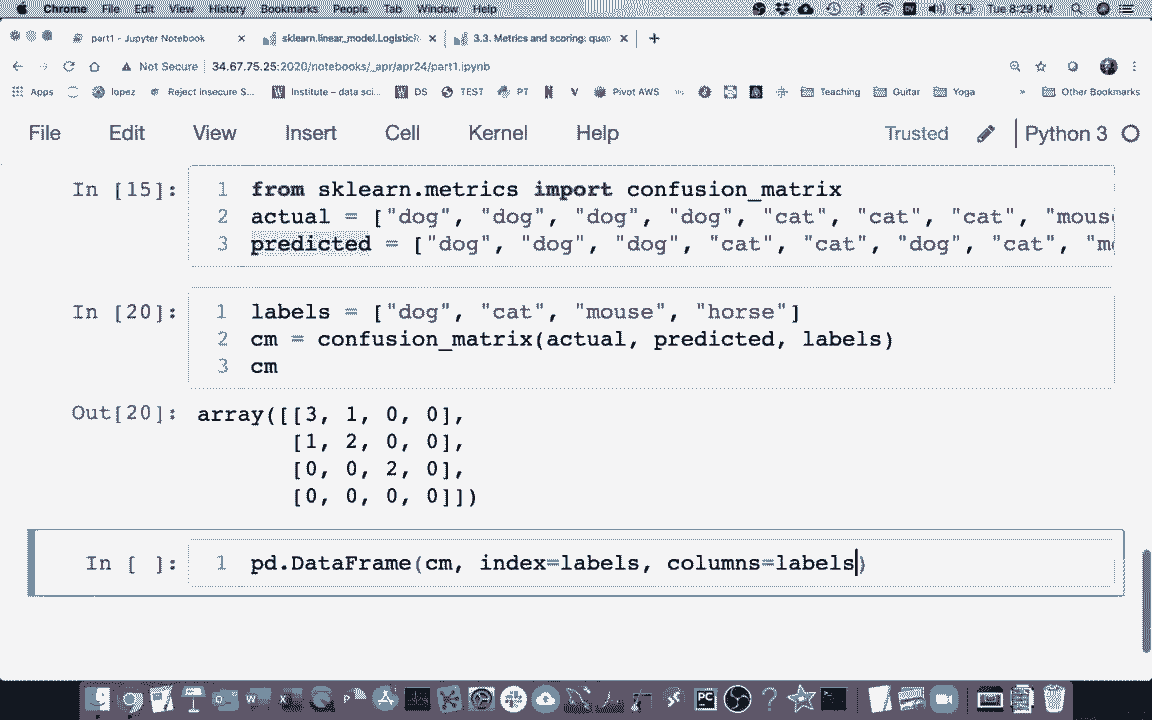 Chrome File Edit View History Bookmarks People Tab Window Help Tue 8:29 PM
part1 - Jupyter Notebook sklearn.linear_model.LogisticR 3.3. Metrics and scoring: quan
Not Secure 34.67.75.25:2020/notebooks/_apr/apr24/part1.ipynb
Apps lopez Reject Insecure S... Institute – data sci... DS TEST PT Pivot AWS Teaching Guitar Yoga » Other Bookmarks
File Edit View Insert Cell Kernel Help Trusted Python 3
In [15]: 1 from sklearn.metrics import confusion_matrix
2 actual = ["dog", "dog", "dog", "dog", "cat", "cat", "cat", "mous
3 predicted = ["dog", "dog", "dog", "cat", "cat", "dog", "cat", "m
In [20]: 1 labels = ["dog", "cat", "mouse", "horse"]
2 cm = confusion_matrix(actual, predicted, labels)
3 cm
Out[20]: array([[3, 1, 0, 0],
[1, 2, 0, 0],
[0, 0, 2, 0],
[0, 0, 0, 0]])
In [ ]: 1 pd.DataFrame(cm, index=labels, columns=labels)